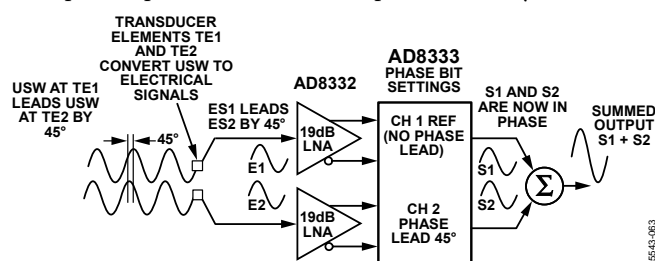 TRANSDUCER
ELEMENTS TE1
AND TE2
CONVERT USW TO
ELECTRICAL
SIGNALS
USW AT TE1
LEADS USW
AT TE2 BY
45°
45°
ES1 LEADS
ES2 BY 45°
AD8332
19dB
LNA
E1
E2
19dB
LNA
AD8333
PHASE BIT
SETTINGS
CH 1 REF
(NO PHASE
LEAD)
CH 2
PHASE
LEAD 45°
S1 AND S2
ARE NOW IN
PHASE
S1
S2
Σ
SUMMED
OUTPUT
S1 + S2
5543-063